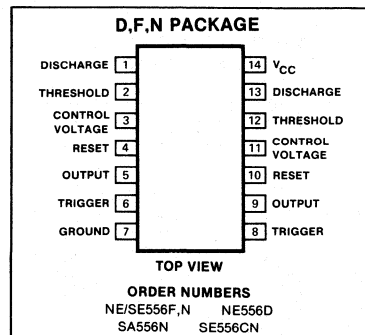 D,F,N PACKAGE
DISCHARGE 1
THRESHOLD 2
CONTROL
VOLTAGE 3
RESET 4
OUTPUT 5
TRIGGER 6
GROUND 7
14 VCC
13 DISCHARGE
12 THRESHOLD
11 CONTROL
VOLTAGE
10 RESET
9 OUTPUT
8 TRIGGER
TOP VIEW
ORDER NUMBERS
NE/SE556F,N NE556D
SA556N SE556CN